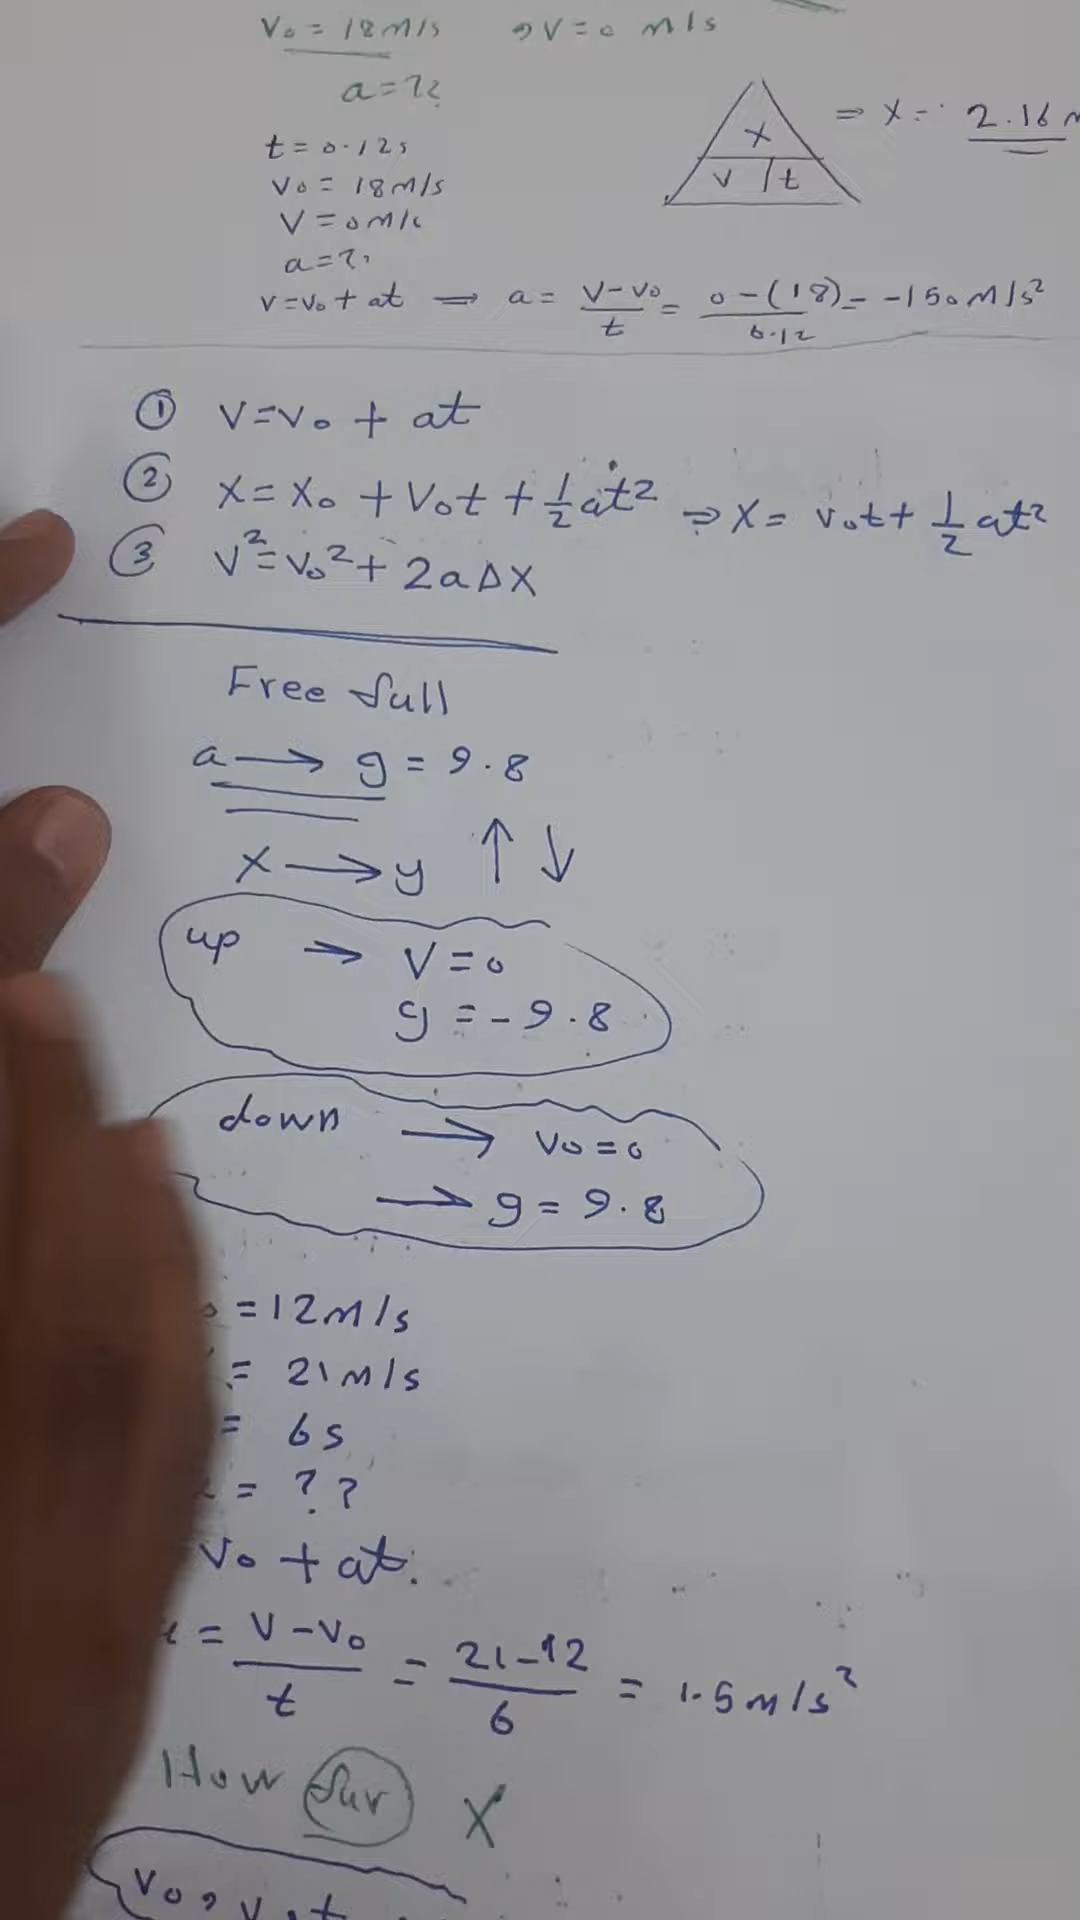 V₀ = 18 M/s ⇒ V = 0 M/s
a = ??
t = 0.12s
V₀ = 18 M/s
V = 0 M/s
a = ??
X
V | t
⇒ X = 2.16
V = V₀ + at ⇒ a = (V - V₀)/t = (0 - (18))/0.12 = -150 M/s²
① V = V₀ + at
② X = X₀ + V₀t + ½at² ⇒ X = V₀t + ½at²
③ V² = V₀² + 2aΔX
Free fall
a → g = 9.8
X → y ↑ ↓
up → V = 0
g = -9.8
down → V₀ = 0
→ g = 9.8
= 12 M/s
= 21 M/s
= 6s
= ??
V₀ + at.
= (V - V₀)/t = (21 - 12)/6 = 1.5 M/s²
How far X
V₀, V, t